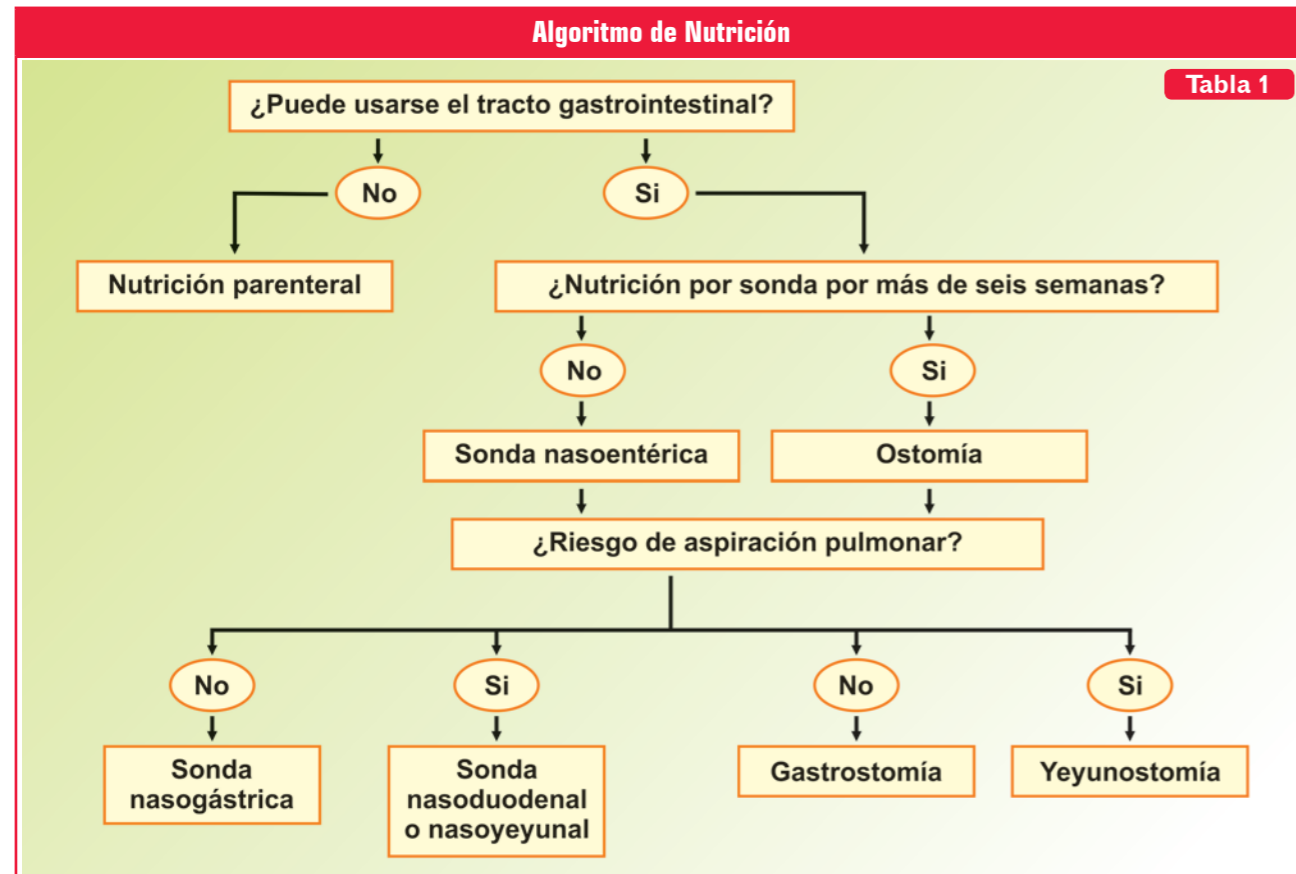 Algoritmo de Nutrición
Tabla 1
¿Puede usarse el tracto gastrointestinal?
No
Si
Nutrición parenteral
¿Nutrición por sonda por más de seis semanas?
No
Si
Sonda nasoentérica
Ostomía
¿Riesgo de aspiración pulmonar?
No
Si
No
Si
Sonda
nasogástrica
Sonda
nasoduodenal
o nasoyeyunal
Gastrostomía
Yeyunostomía